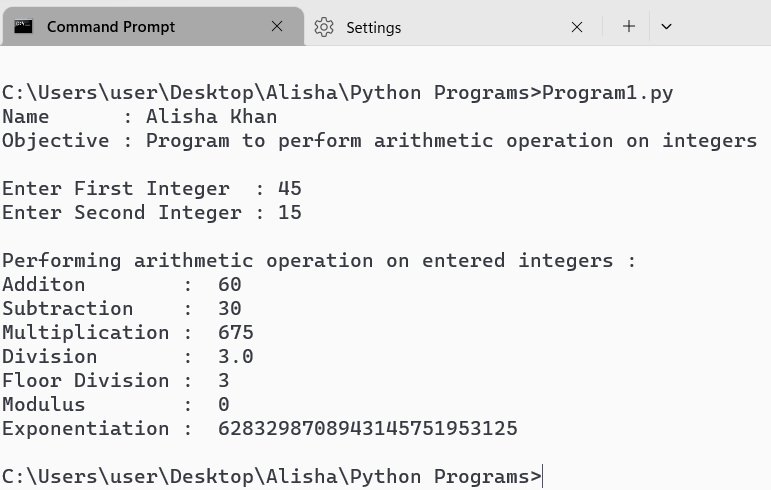 Command Prompt Settings
C:\Users\user\Desktop\Alisha\Python Programs>Program1.py
Name      : Alisha Khan
Objective : Program to perform arithmetic operation on integers
Enter First Integer  : 45
Enter Second Integer : 15
Performing arithmetic operation on entered integers :
Additon        :  60
Subtraction    :  30
Multiplication :  675
Division       :  3.0
Floor Division :  3
Modulus        :  0
Exponentiation :  6283298708943145751953125
C:\Users\user\Desktop\Alisha\Python Programs>